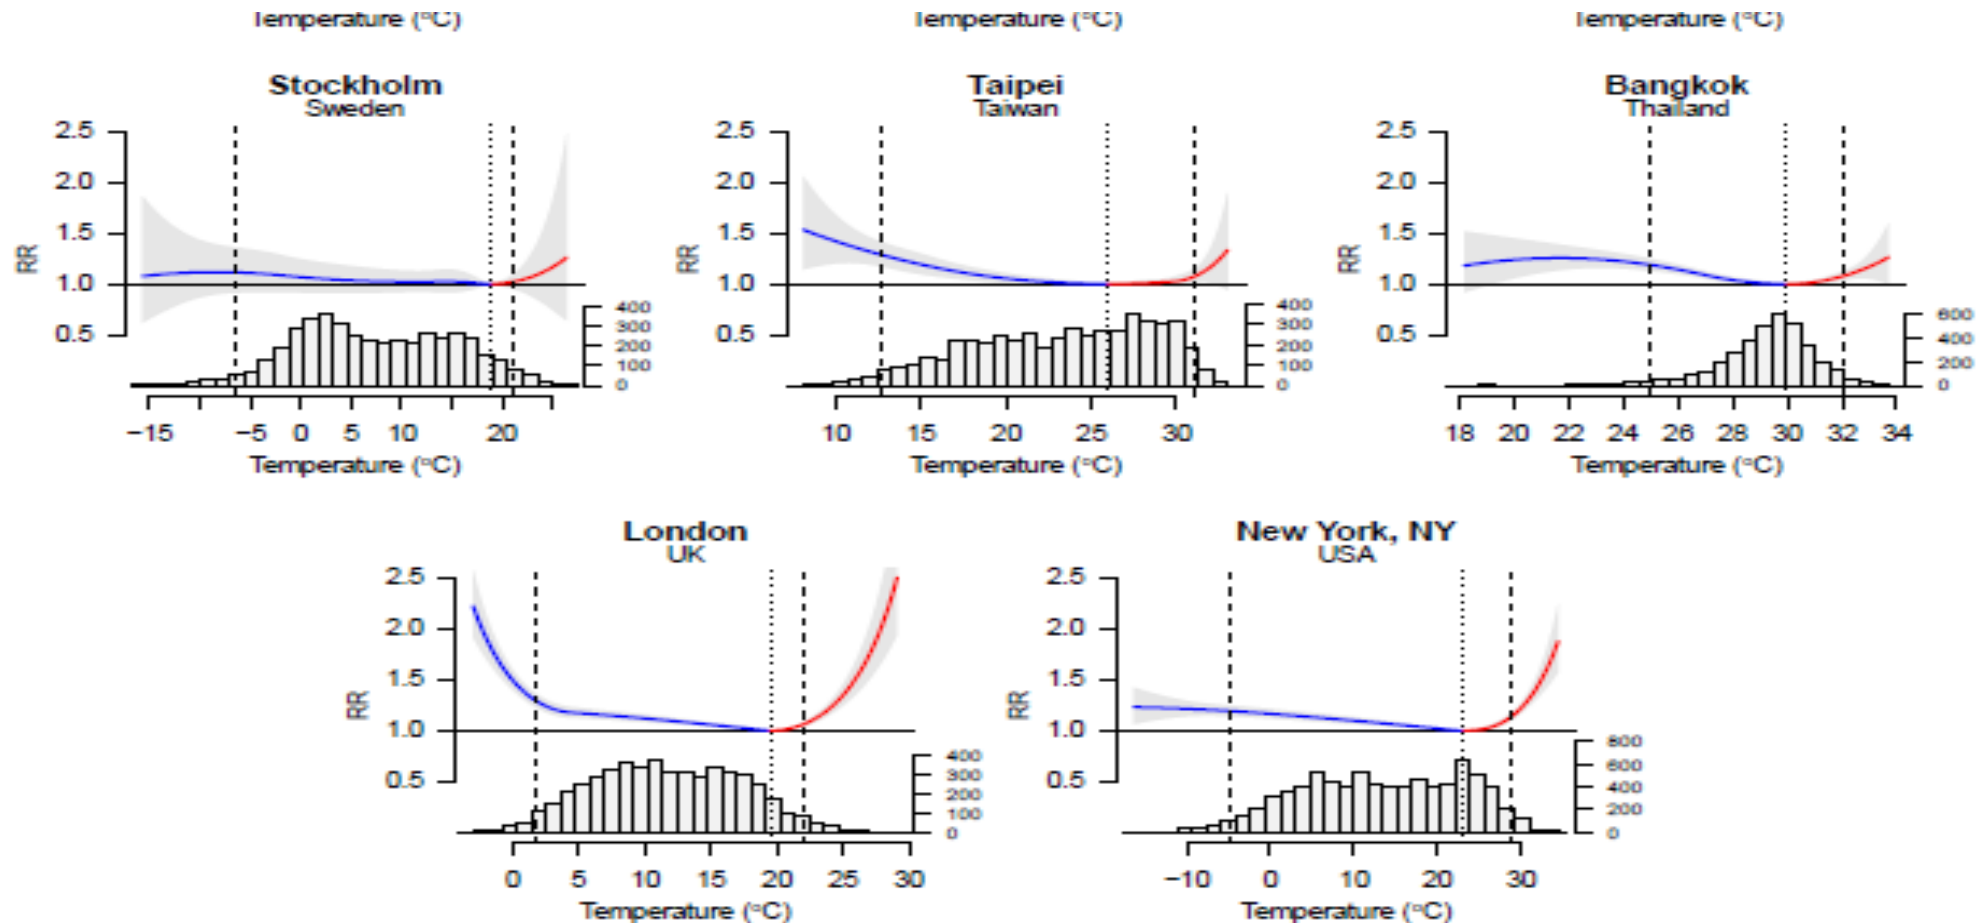 Temperature (°C) Temperature (°C) Temperature (°C)
Stockholm
Sweden
2.5
2.0
1.5
1.0
0.5
RR
400
300
200
100
0
−15 −5 0 5 10 20
Temperature (°C)
Taipei
Taiwan
2.5
2.0
1.5
1.0
0.5
RR
400
300
200
100
0
10 15 20 25 30
Temperature (°C)
Bangkok
Thailand
2.5
2.0
1.5
1.0
0.5
RR
600
400
200
0
18 20 22 24 26 28 30 32 34
Temperature (°C)
London
UK
2.5
2.0
1.5
1.0
0.5
RR
400
300
200
100
0
0 5 10 15 20 25 30
Temperature (°C)
New York, NY
USA
2.5
2.0
1.5
1.0
0.5
RR
800
600
400
200
0
−10 0 10 20 30
Temperature (°C)